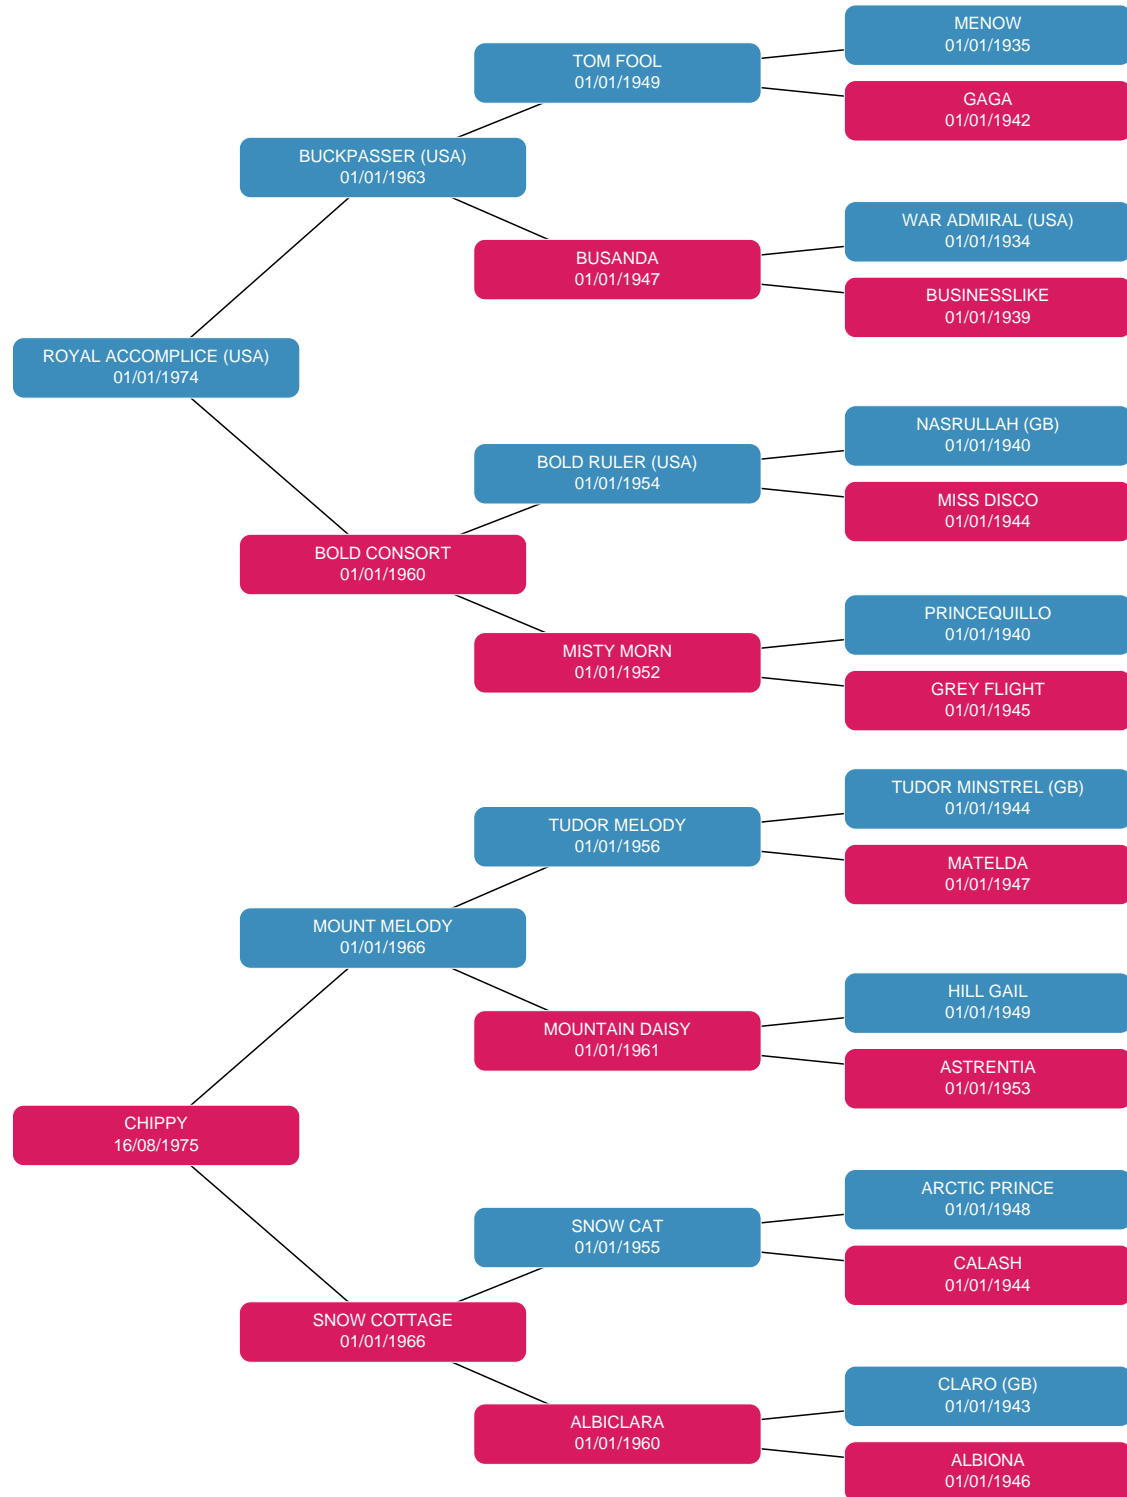 MENOW
01/01/1935
TOM FOOL
01/01/1949
GAGA
01/01/1942
BUCKPASSER (USA)
01/01/1963
WAR ADMIRAL (USA)
01/01/1934
BUSANDA
01/01/1947
BUSINESSLIKE
01/01/1939
ROYAL ACCOMPLICE (USA)
01/01/1974
NASRULLAH (GB)
01/01/1940
BOLD RULER (USA)
01/01/1954
MISS DISCO
01/01/1944
BOLD CONSORT
01/01/1960
PRINCEQUILLO
01/01/1940
MISTY MORN
01/01/1952
GREY FLIGHT
01/01/1945
TUDOR MINSTREL (GB)
01/01/1944
TUDOR MELODY
01/01/1956
MATELDA
01/01/1947
MOUNT MELODY
01/01/1966
HILL GAIL
01/01/1949
MOUNTAIN DAISY
01/01/1961
ASTRENTIA
01/01/1953
CHIPPY
16/08/1975
ARCTIC PRINCE
01/01/1948
SNOW CAT
01/01/1955
CALASH
01/01/1944
SNOW COTTAGE
01/01/1966
CLARO (GB)
01/01/1943
ALBICLARA
01/01/1960
ALBIONA
01/01/1946